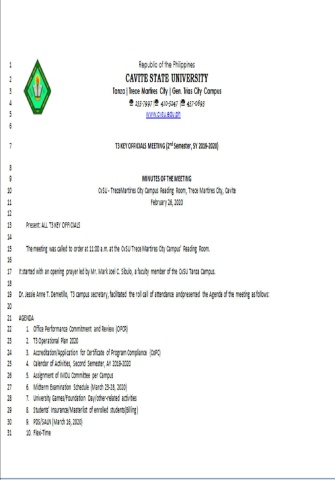 1 Republic of the Philippines
2 CAVITE STATE UNIVERSITY
3 Tanza | Trece Martires City | Gen. Trias City Campus
4
5 www.cvsu.edu.ph
6
7 T3 KEY OFFICIALS MEETING (2nd Semester, SY 2019-2020)
8
9 MINUTES OF THE MEETING
10 CvSU - Trece Martires City Campus Reading Room, Trece Martires City, Cavite
11 February 26, 2020
12
13 Present: ALL T3 KEY OFFICIALS
14
15 The meeting was called to order at 11:00 a.m. at the CvSU Trece Martires City Campus' Reading Room.
16
17 It started with an opening prayer led by Mr. Mark Joel C. Sibulo, a faculty member of the CvSU Tanza Campus.
18
19 Dr. Jessie Anne T. Demetillo, T3 campus secretary, facilitated the roll call of attendance andpresented the Agenda of the meeting as follows:
20
21 AGENDA
22 1. Office Performance Commitment and Review (OPCR)
23 2. T3 Operational Plan 2020
24 3. Accreditation/Application for Certificate of Program Compliance (CoPC)
25 4. Calendar of Activities, Second Semester, AY 2019-2020
26 5. Assignment of IMDU Committee per Campus
27 6. Midterm Examination Schedule (March 23-28, 2020)
28 7. University Games/Foundation Day/other-related activities
29 8. Students' Insurance/Masterlist of enrolled students(Billing)
30 9. PDS/SALN (March 16, 2020)
31 10. Flexi-Time